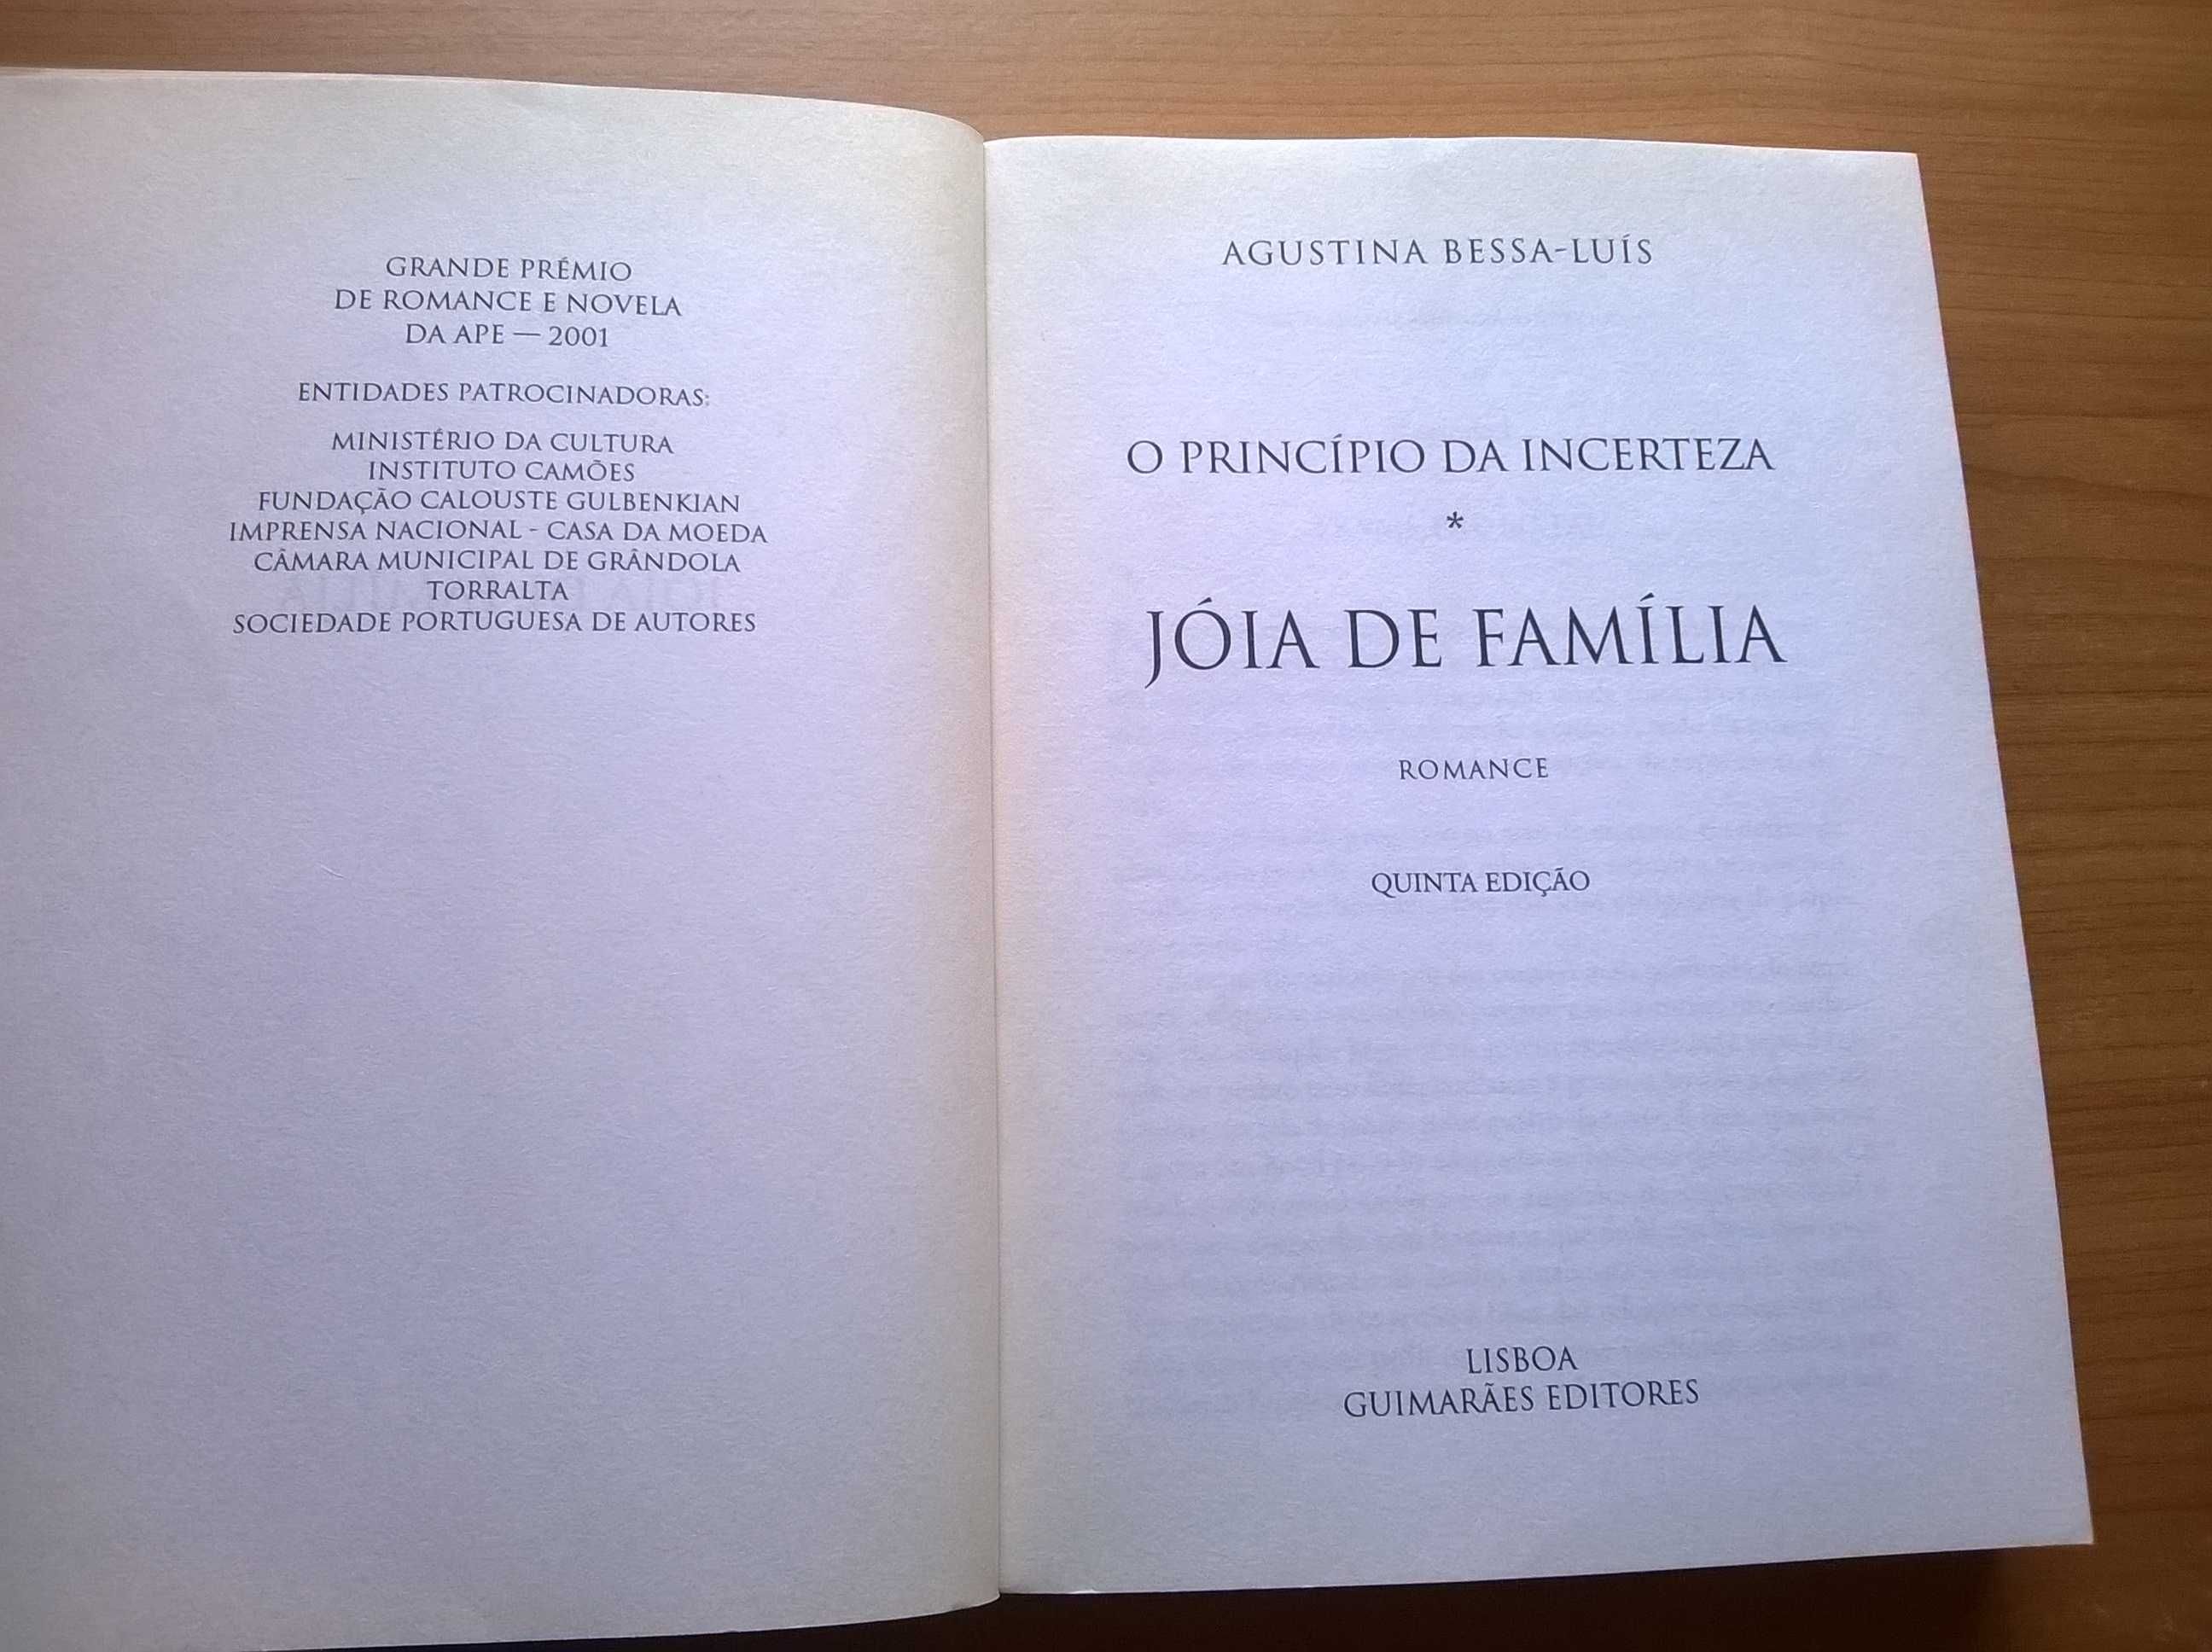 GRANDE PRÉMIO
DE ROMANCE E NOVELA
DA APE — 2001
ENTIDADES PATROCINADORAS:
MINISTÉRIO DA CULTURA
INSTITUTO CAMÕES
FUNDAÇÃO CALOUSTE GULBENKIAN
IMPRENSA NACIONAL - CASA DA MOEDA
CÂMARA MUNICIPAL DE GRÂNDOLA
TORRALTA
SOCIEDADE PORTUGUESA DE AUTORES
AGUSTINA BESSA-LUÍS
O PRINCÍPIO DA INCERTEZA
*
JÓIA DE FAMÍLIA
ROMANCE
QUINTA EDIÇÃO
LISBOA
GUIMARÃES EDITORES